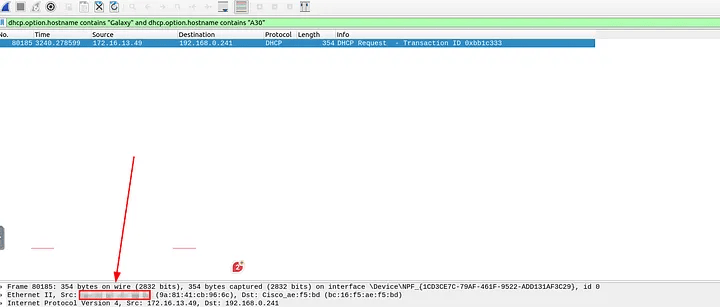 dhcp.option.hostname contains "Galaxy" and dhcp.option.hostname contains "A30"
No. Time Source Destination Protocol Length Info
80185 3240.278599 172.16.13.49 192.168.0.241 DHCP 354 DHCP Request - Transaction ID 0xbb1c333
Frame 80185: 354 bytes on wire (2832 bits), 354 bytes captured (2832 bits) on interface \Device\NPF_{1CD3CE7C-79AF-461F-9522-ADD131AF3C29}, id 0
Ethernet II, Src: (9a:81:41:cb:96:6c), Dst: Cisco_ae:f5:bd (bc:16:f5:ae:f5:bd)
Internet Protocol Version 4, Src: 172.16.13.49, Dst: 192.168.0.241